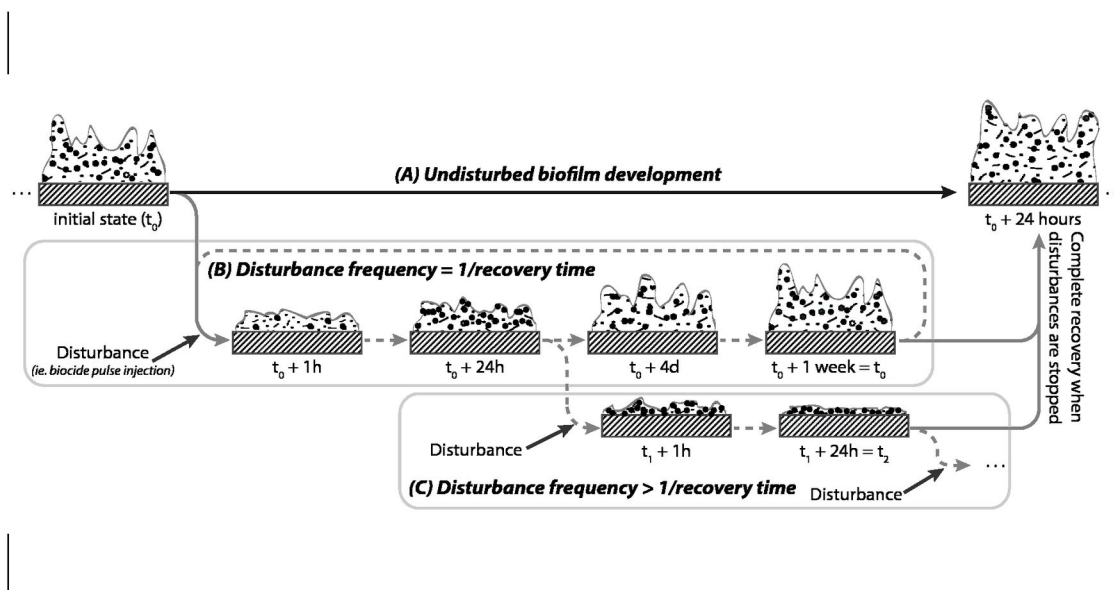 (A) Undisturbed biofilm development
... 
initial state (t₀)
t₀ + 24 hours
(B) Disturbance frequency = 1/recovery time
Disturbance
(ie. biocide pulse injection)
t₀ + 1h
t₀ + 24h
t₀ + 4d
t₀ + 1 week = t₀
Complete recovery when
disturbances are stopped
Disturbance
t₁ + 1h
t₁ + 24h = t₂
...
(C) Disturbance frequency > 1/recovery time
Disturbance